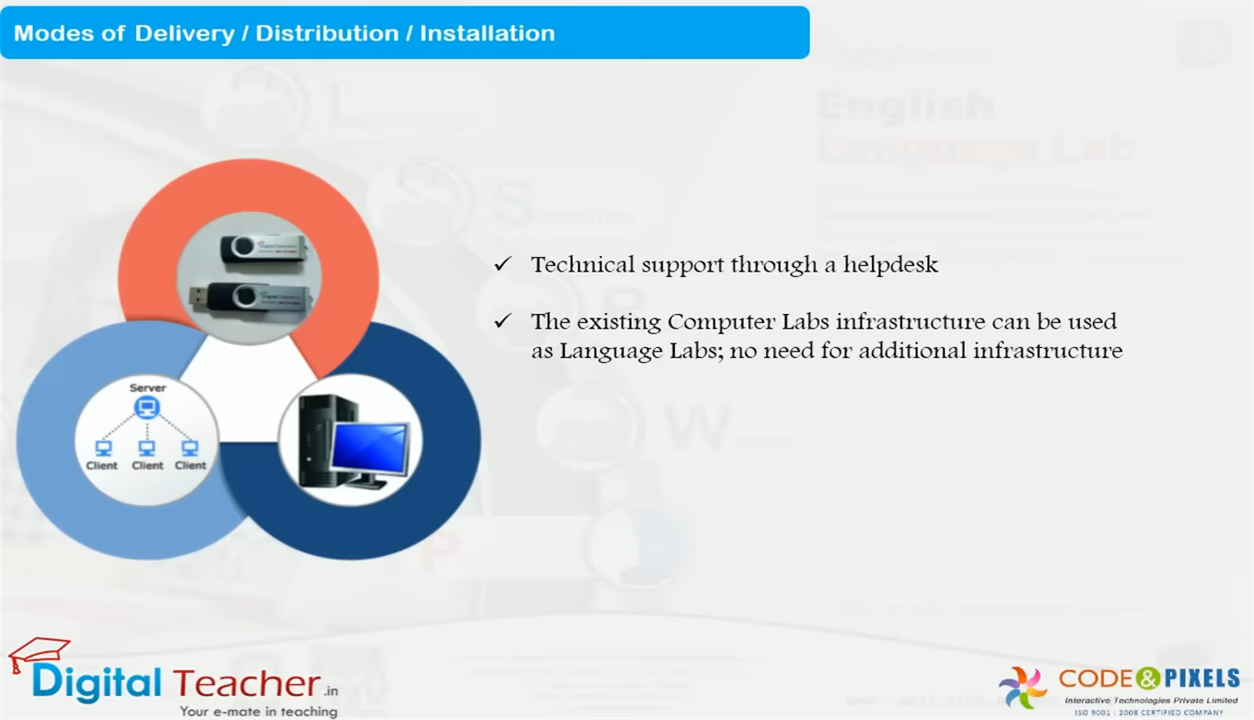 Modes of Delivery / Distribution / Installation
English
Language Lab
L
S
R
W
P
Server
Client Client Client
✓ Technical support through a helpdesk
✓ The existing Computer Labs infrastructure can be used
as Language Labs; no need for additional infrastructure
Digital Teacher.in
Your e-mate in teaching
CODE & PIXELS
Interactive Technologies Private Limited
ISO 9001 : 2008 CERTIFIED COMPANY